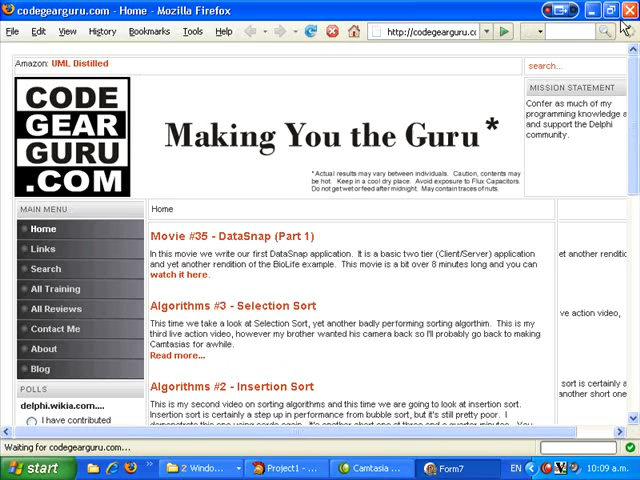 codegearguru.com - Home - Mozilla Firefox
File Edit View History Bookmarks Tools Help
http://codegearguru.cc
Amazon: UML Distilled
search...
CODE
GEAR
GURU
.COM
Making You the Guru*
* Actual results may vary between individuals. Caution, contents may
be hot. Keep in a cool dry place. Avoid exposure to Flux Capacitors.
Do not get wet or feed after midnight. May contain traces of nuts.
MISSION STATEMENT
Confer as much of my
programming knowledge a
and support the Delphi
community.
MAIN MENU
Home
Links
Search
All Training
All Reviews
Contact Me
About
Blog
POLLS
delphi.wikia.com....
I have contributed
Home
Movie #35 - DataSnap (Part 1)
In this movie we write our first DataSnap application. It is a basic two tier (Client/Server) application
and yet another rendition of the BioLife example. This movie is a bit over 8 minutes long and you can
watch it here.
Algorithms #3 - Selection Sort
This time we take a look at Selection Sort, yet another badly performing sorting algorthim. This is my
third live action video, however my brother wanted his camera back so I'll probably go back to making
Camtasias for awhile.
Read more...
Algorithms #2 - Insertion Sort
This is my second video on sorting algorithms and this time we are going to look at insertion sort.
Insertion sort is certainly a step up in performance from bubble sort, but it's still pretty poor. I
yet another renditio
ive action video,
sort is certainly a
another short one
Waiting for codegearguru.com...
start
2 Window...
Project1 - ...
Camtasia ...
Form7
EN
10:09 a.m.